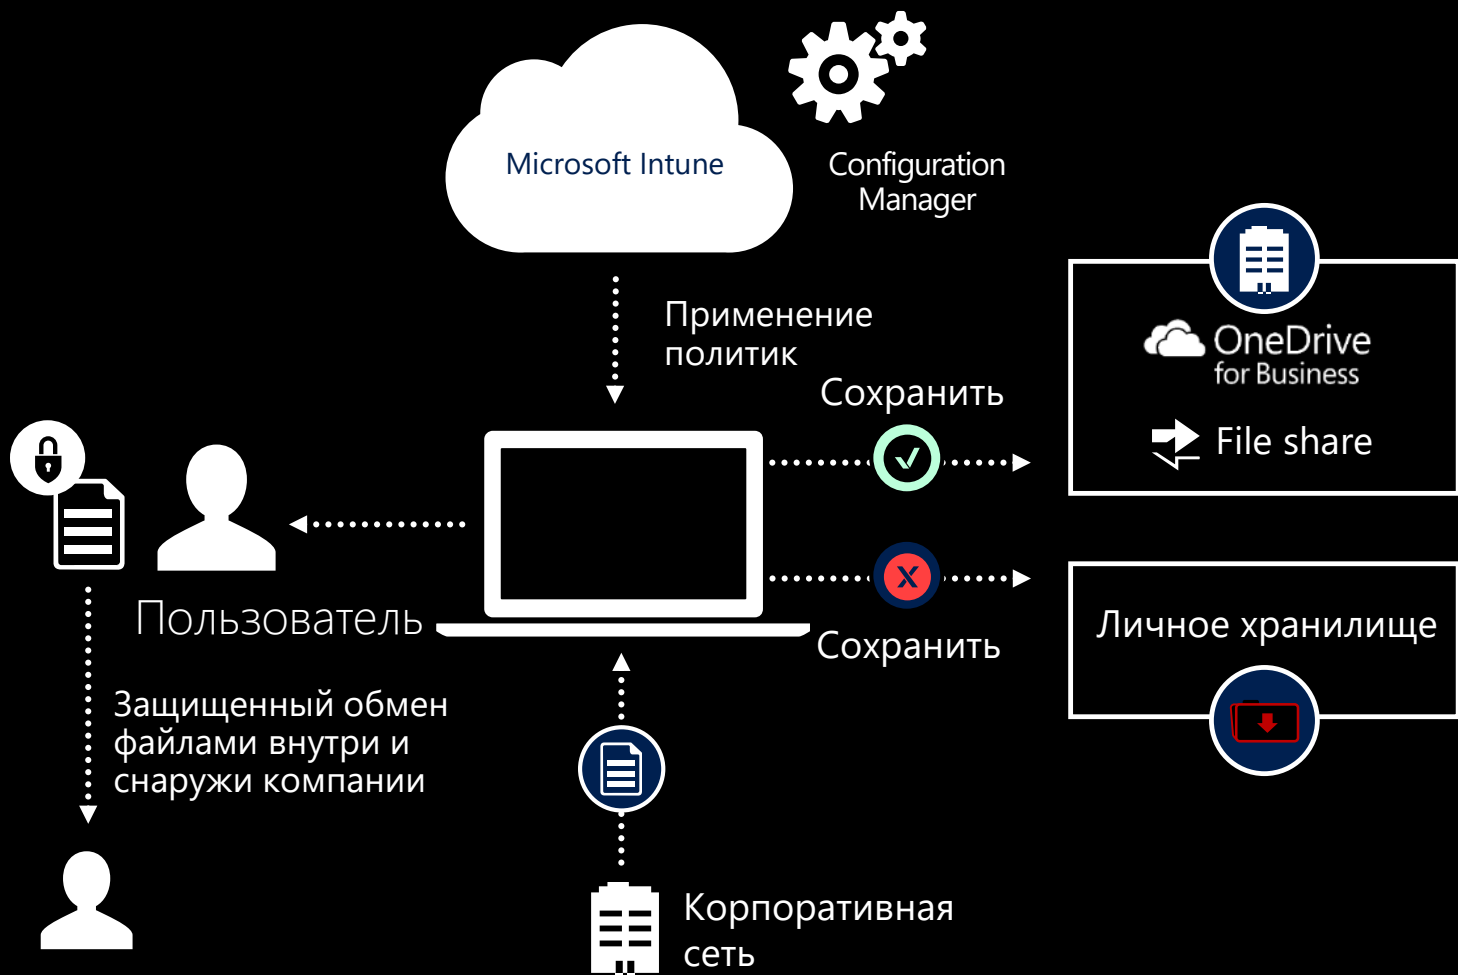 Microsoft Intune
Configuration
Manager
Применение
политик
Сохранить
OneDrive
for Business
File share
Пользователь
Сохранить
Личное хранилище
Защищенный обмен
файлами внутри и
снаружи компании
Корпоративная
сеть